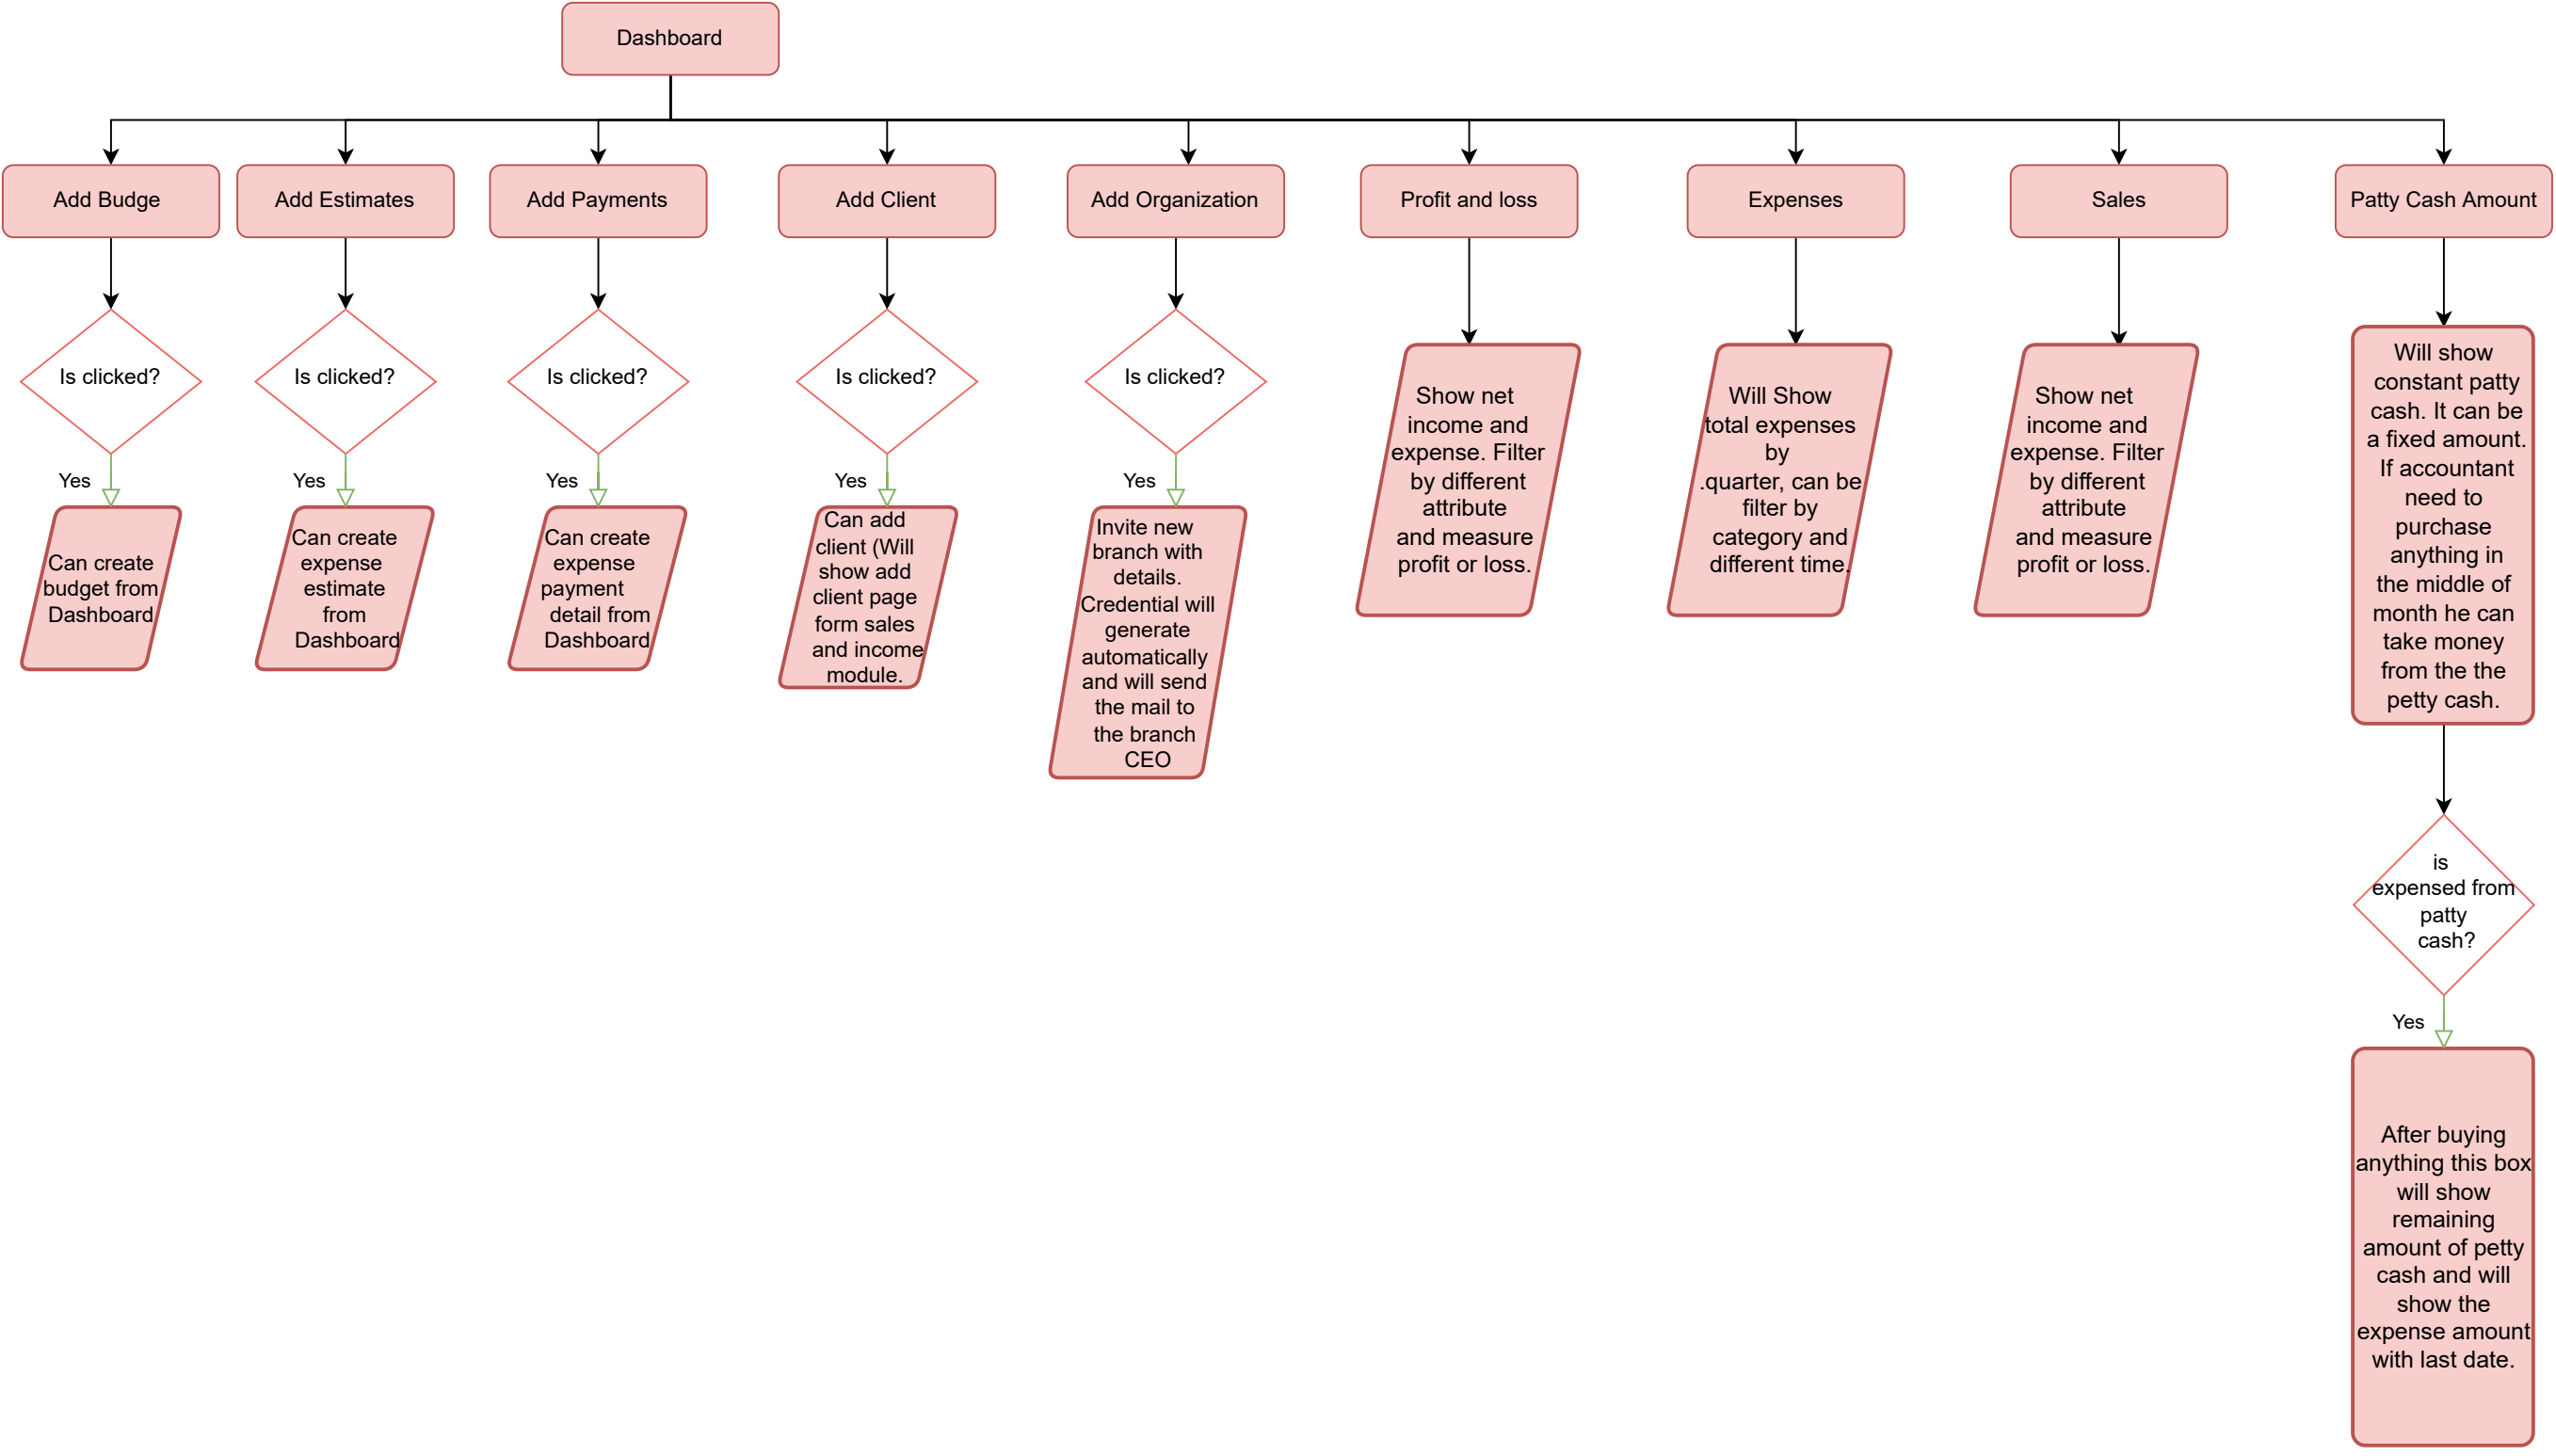 Dashboard
Add Budge
Add Estimates
Add Payments
Add Client
Add Organization
Profit and loss
Expenses
Sales
Patty Cash Amount
Is clicked?
Is clicked?
Is clicked?
Is clicked?
Is clicked?
Yes
Yes
Yes
Yes
Yes
Can create
budget from
Dashboard
Can create
expense
estimate
from
Dashboard
Can create
expense
payment
detail from
Dashboard
Can add
client (Will
show add
client page
form sales
and income
module.
Invite new
branch with
details.
Credential will
generate
automatically
and will send
the mail to
the branch
CEO
Show net
income and
expense. Filter
by different
attribute
and measure
profit or loss.
Will Show
total expenses
by
.quarter, can be
filter by
category and
different time.
Show net
income and
expense. Filter
by different
attribute
and measure
profit or loss.
Will show
constant patty
cash. It can be
a fixed amount.
If accountant
need to
purchase
anything in
the middle of
month he can
take money
from the the
petty cash.
is
expensed from
patty
cash?
Yes
After buying
anything this box
will show
remaining
amount of petty
cash and will
show the
expense amount
with last date.